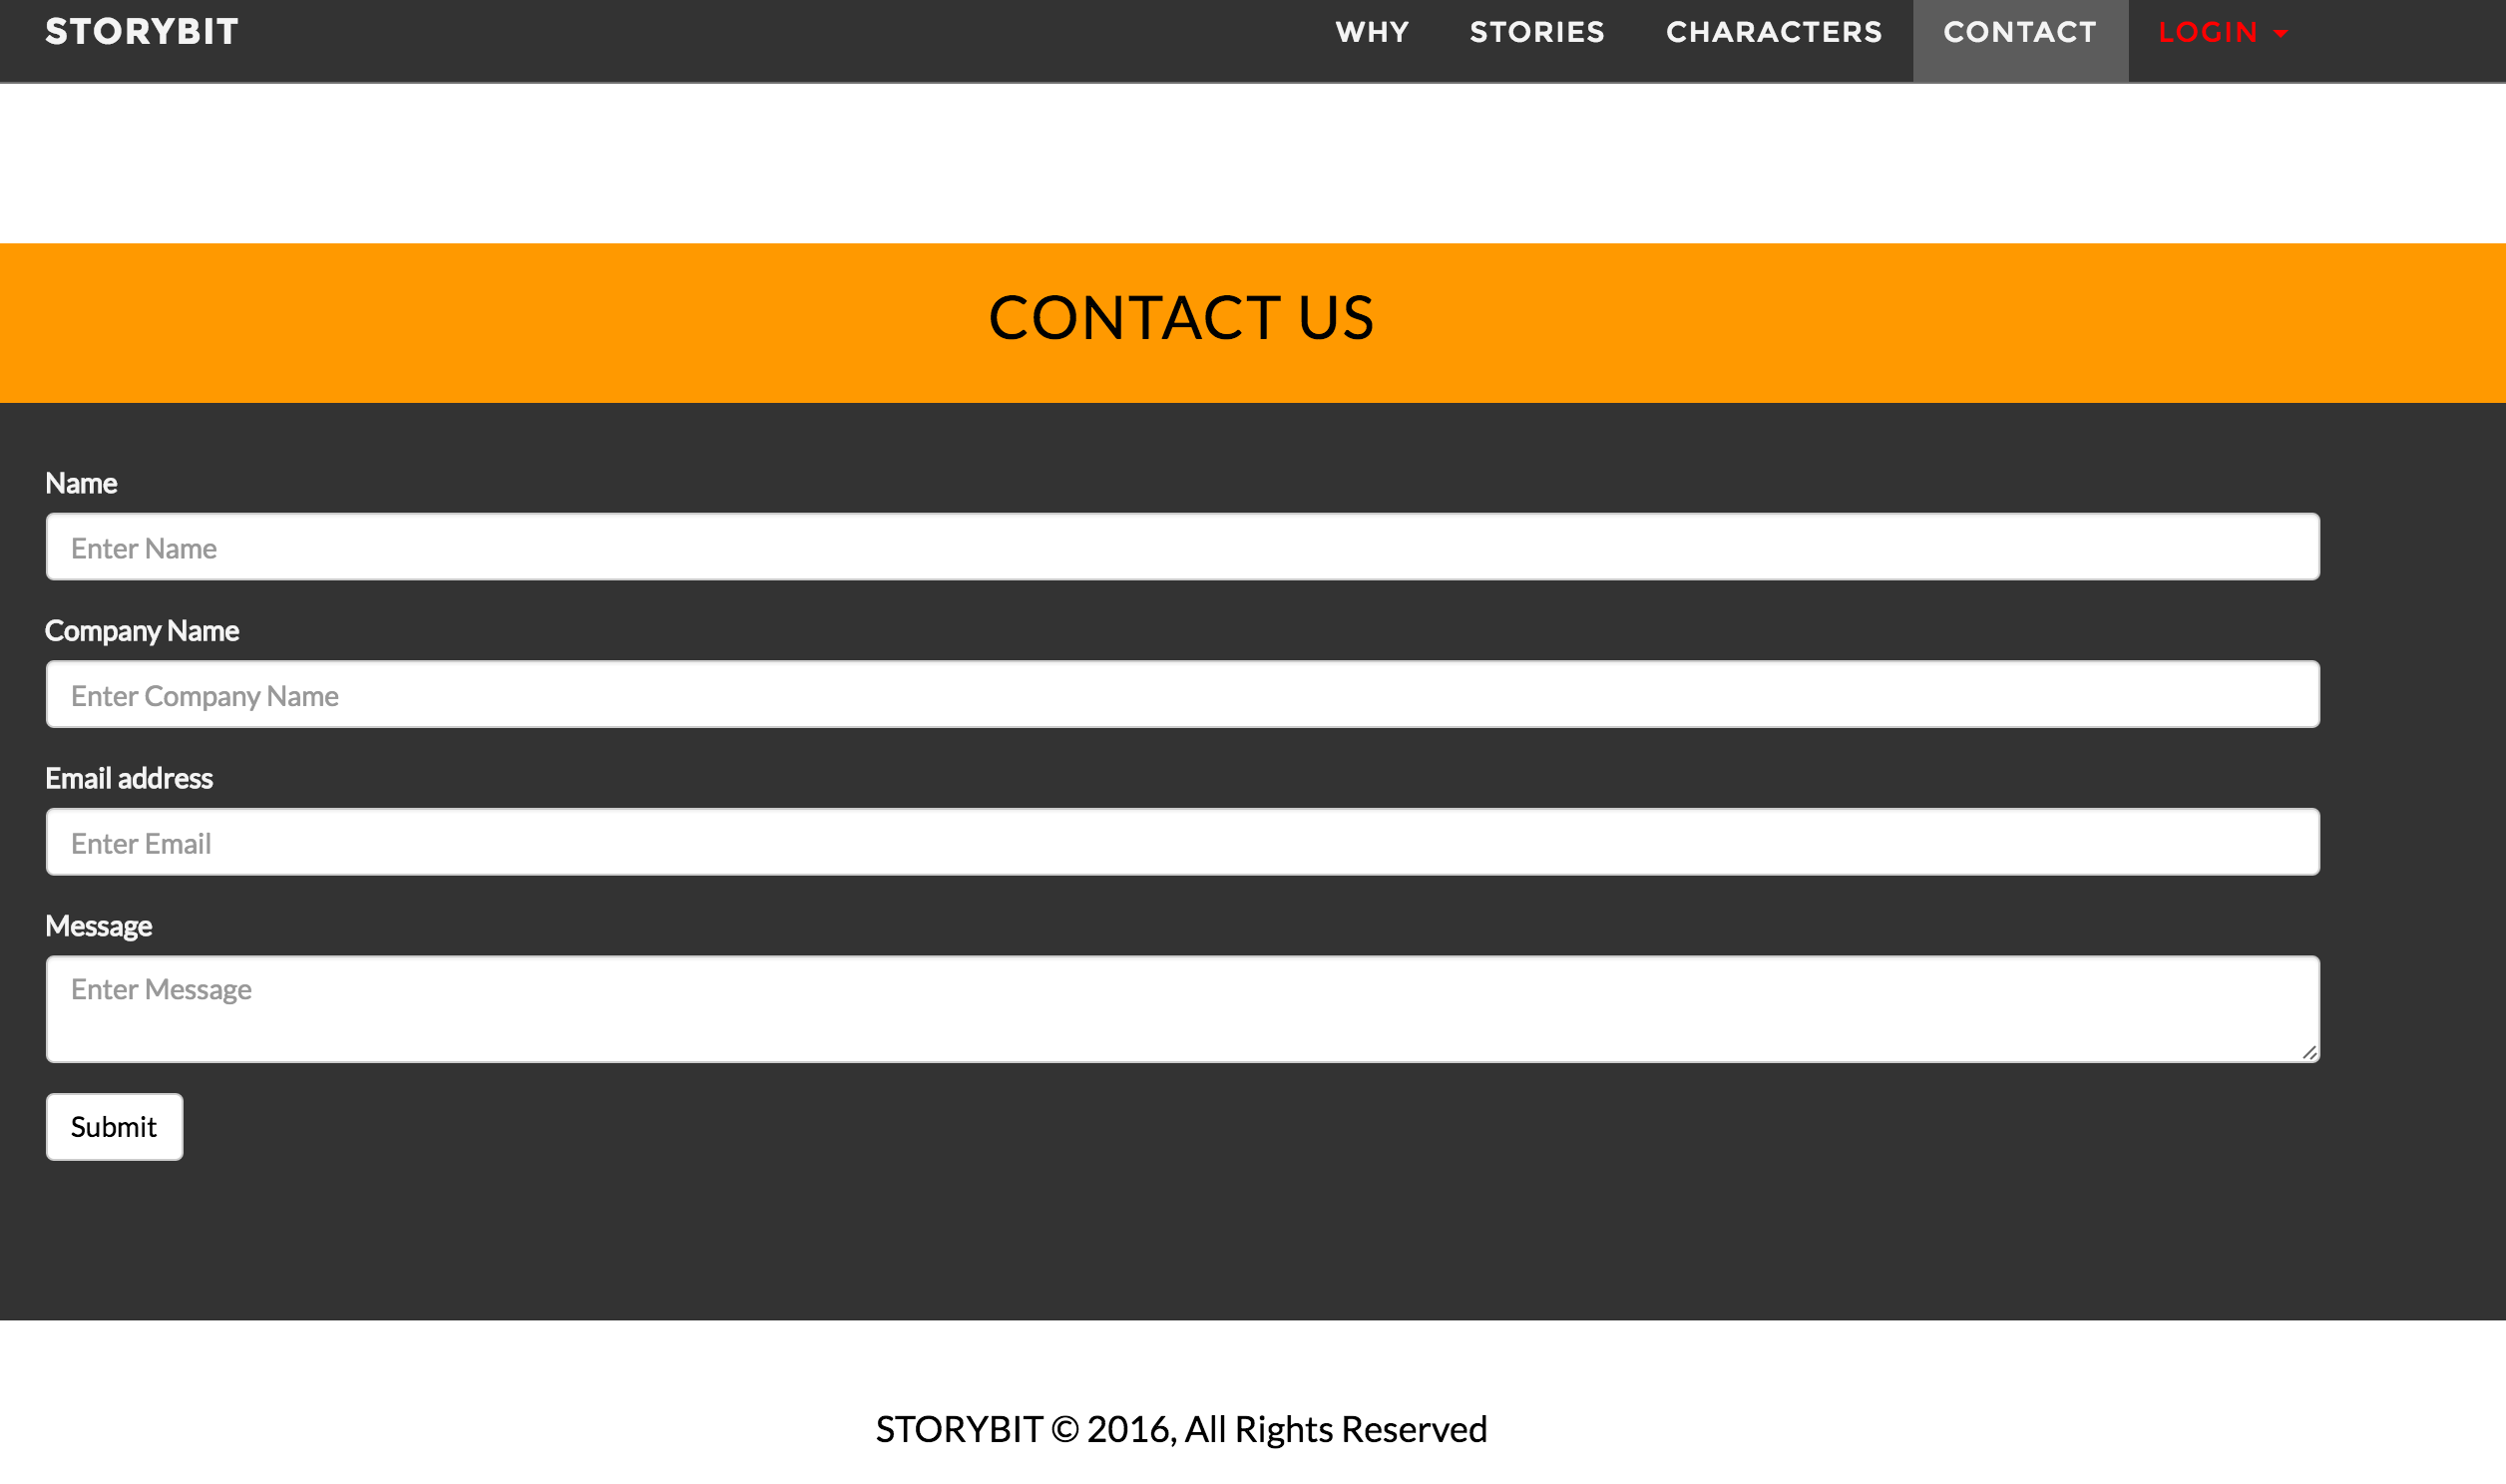 STORYBIT WHY STORIES CHARACTERS CONTACT LOGIN
CONTACT US
Name
Enter Name
Company Name
Enter Company Name
Email address
Enter Email
Message
Enter Message
Submit
STORYBIT © 2016, All Rights Reserved